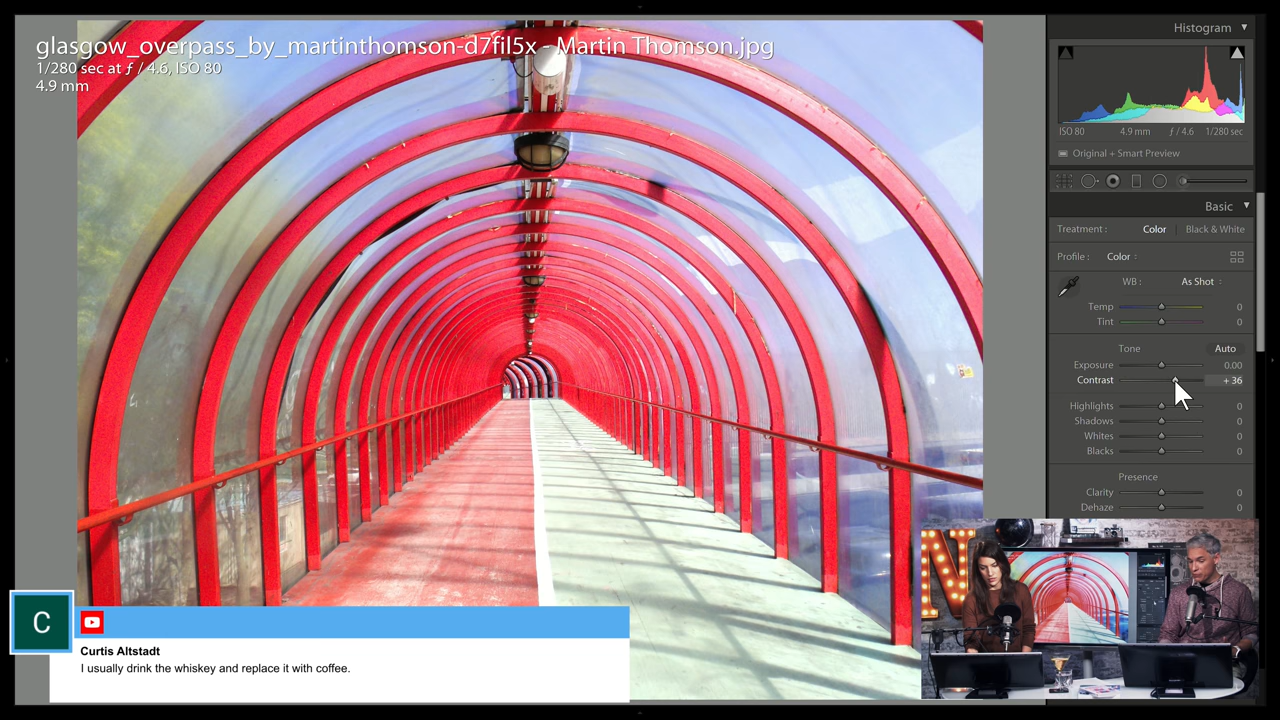 glasgow_overpass_by_martinthomson-d7fil5x - Martin Thomson.jpg
1/280 sec at ƒ / 4.6, ISO 80
4.9 mm
Histogram
ISO 80 4.9 mm ƒ / 4.6 1/280 sec
Original + Smart Preview
Basic
Treatment : Color Black & White
Profile : Color
WB : As Shot
Temp 0
Tint 0
Tone Auto
Exposure 0.00
Contrast + 36
Highlights 0
Shadows 0
Whites 0
Blacks 0
Presence
Clarity 0
Dehaze 0
N
C
Curtis Altstadt
I usually drink the whiskey and replace it with coffee.